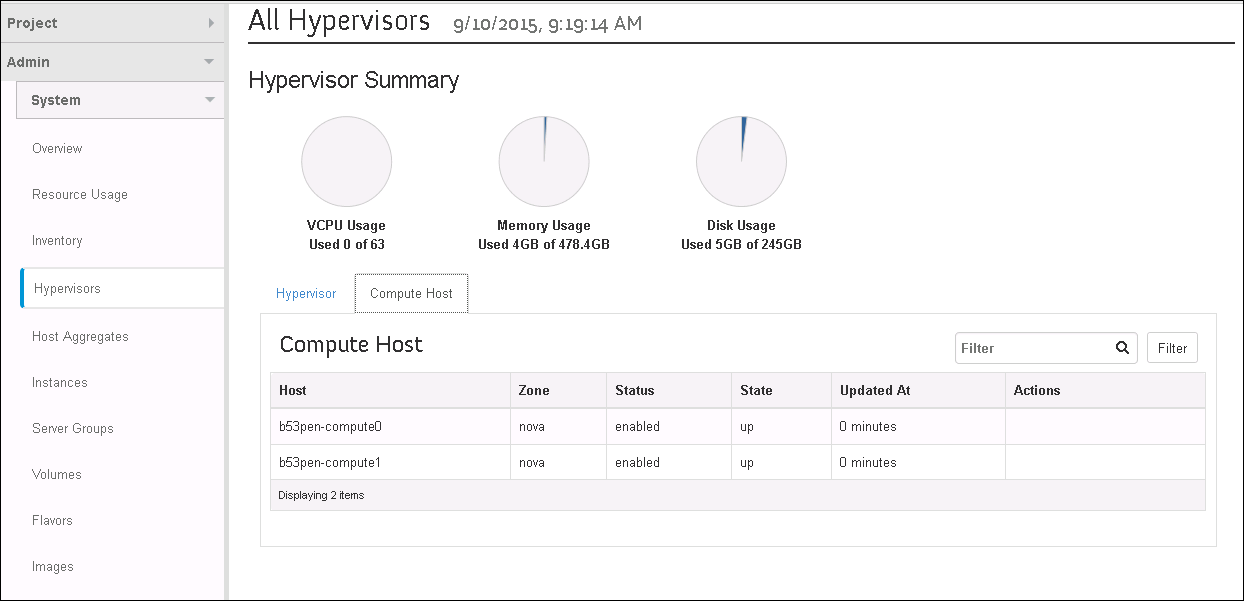 Project
Admin
System
Overview
Resource Usage
Inventory
Hypervisors
Host Aggregates
Instances
Server Groups
Volumes
Flavors
Images
All Hypervisors 9/10/2015, 9:19:14 AM
Hypervisor Summary
VCPU Usage
Used 0 of 63
Memory Usage
Used 4GB of 478.4GB
Disk Usage
Used 5GB of 245GB
Hypervisor Compute Host
Compute Host
Filter Filter
Host Zone Status State Updated At Actions
b53pen-compute0 nova enabled up 0 minutes
b53pen-compute1 nova enabled up 0 minutes
Displaying 2 items